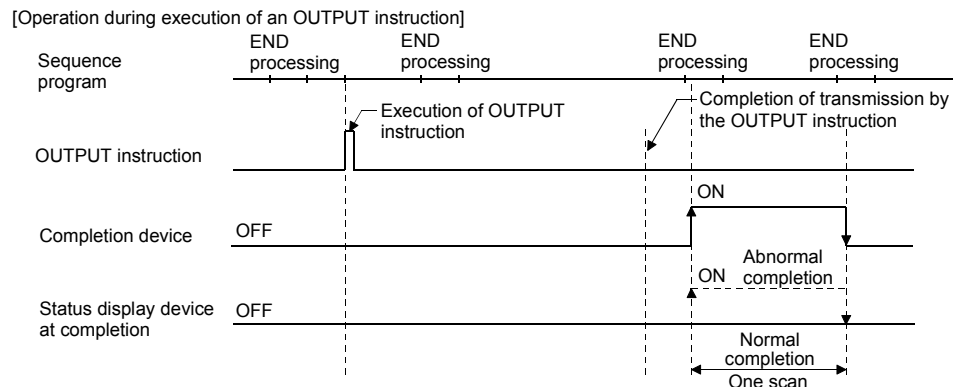 [Operation during execution of an OUTPUT instruction]
END
processing
END
processing
END
processing
END
processing
Sequence
program
Execution of OUTPUT
instruction
Completion of transmission by
the OUTPUT instruction
OUTPUT instruction
ON
Completion device
OFF
Abnormal
completion
ON
Status display device
at completion
OFF
Normal
completion
One scan